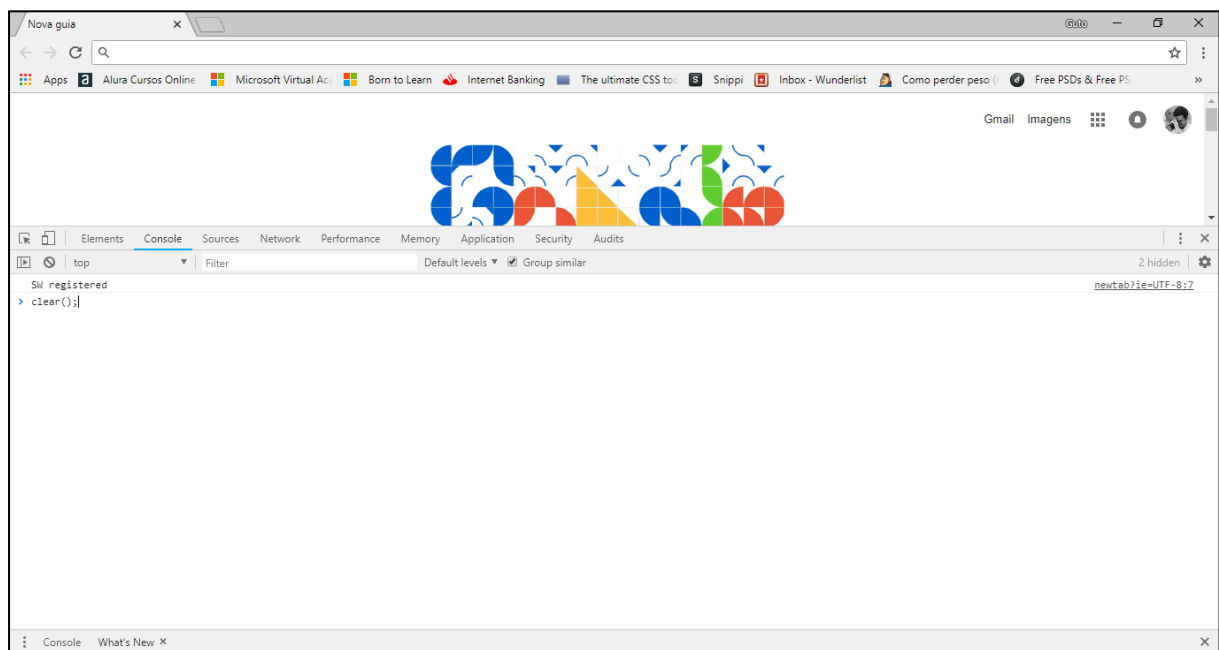 Nova guia
Guto
Apps Alura Cursos Online Microsoft Virtual Aca Born to Learn Internet Banking The ultimate CSS too Snippi Inbox - Wunderlist Como perder peso ( Free PSDs & Free PS
Gmail Imagens
Elements Console Sources Network Performance Memory Application Security Audits
top Filter Default levels Group similar 2 hidden
SW registered newtab?ie=UTF-8:7
> clear();
Console What's New